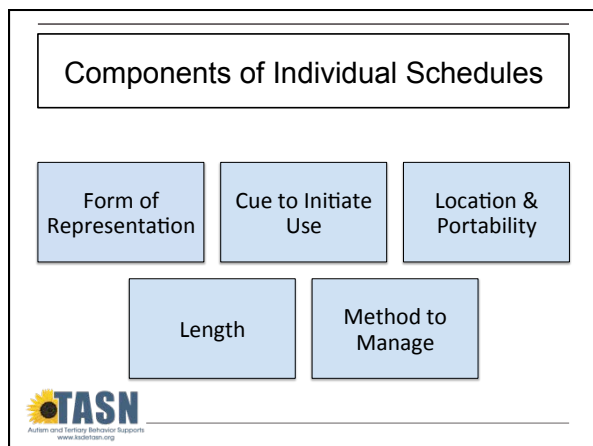 Components of Individual Schedules
Form of
Representation
Cue to Initiate
Use
Location &
Portability
Length
Method to
Manage
TASN
Autism and Tertiary Behavior Supports
www.ksdetasn.org